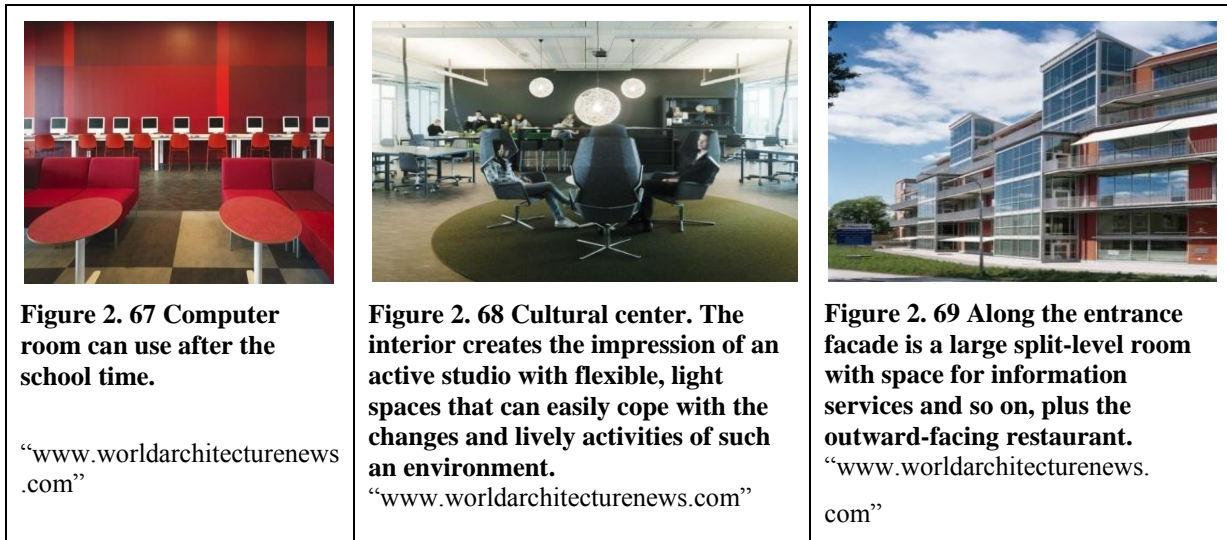 Figure 2. 67 Computer
room can use after the
school time.
“www.worldarchitecturenews
.com”
Figure 2. 68 Cultural center. The
interior creates the impression of an
active studio with flexible, light
spaces that can easily cope with the
changes and lively activities of such
an environment.
“www.worldarchitecturenews.com”
Figure 2. 69 Along the entrance
facade is a large split-level room
with space for information
services and so on, plus the
outward-facing restaurant.
“www.worldarchitecturenews.
com”